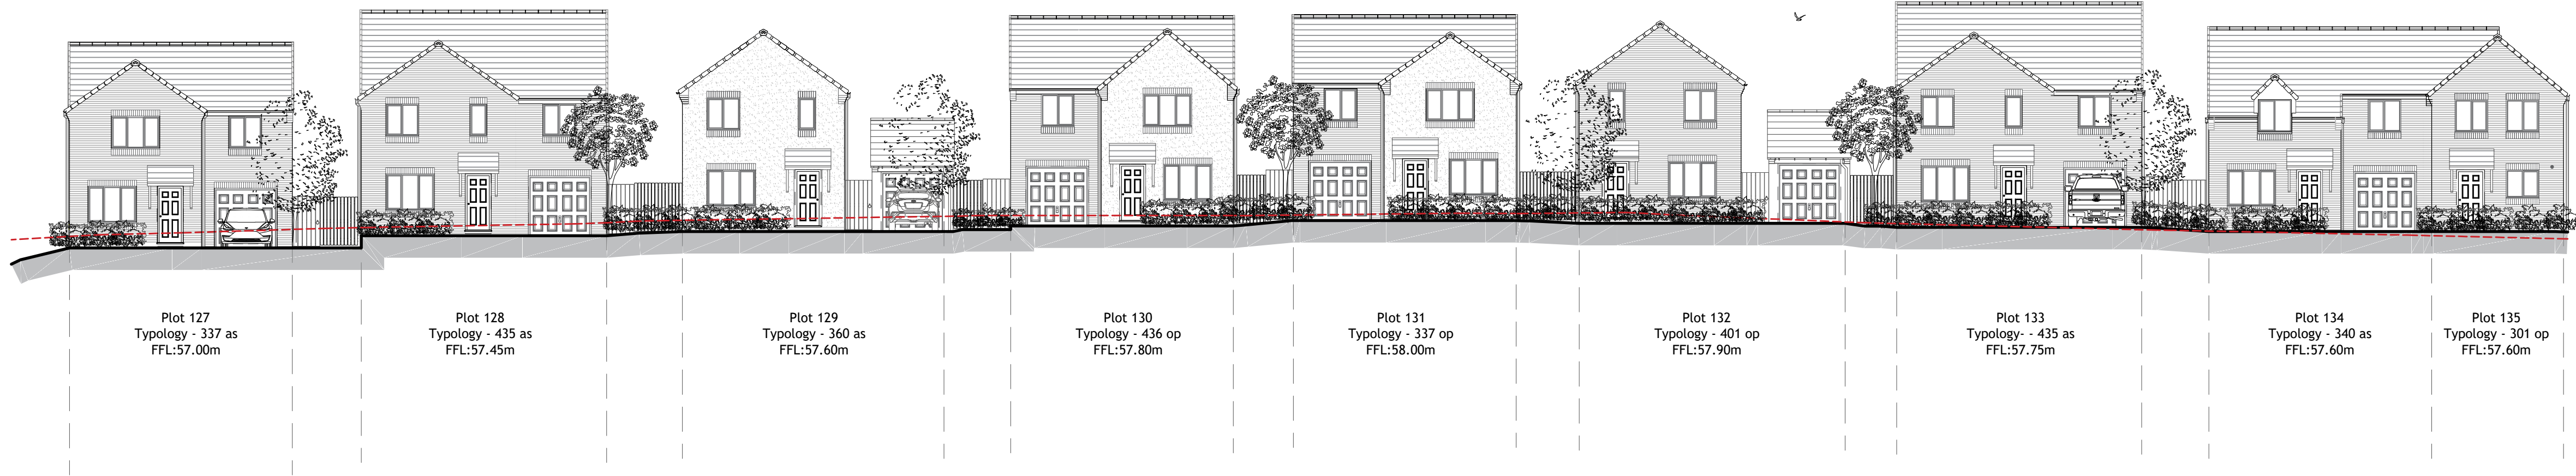 Plot 127
Typology - 337 as
FFL:57.00m
Plot 128
Typology - 435 as
FFL:57.45m
Plot 129
Typology - 360 as
FFL:57.60m
Plot 130
Typology - 436 op
FFL:57.80m
Plot 131
Typology - 337 op
FFL:58.00m
Plot 132
Typology - 401 op
FFL:57.90m
Plot 133
Typology- - 435 as
FFL:57.75m
Plot 134
Typology - 340 as
FFL:57.60m
Plot 135
Typology - 301 op
FFL:57.60m